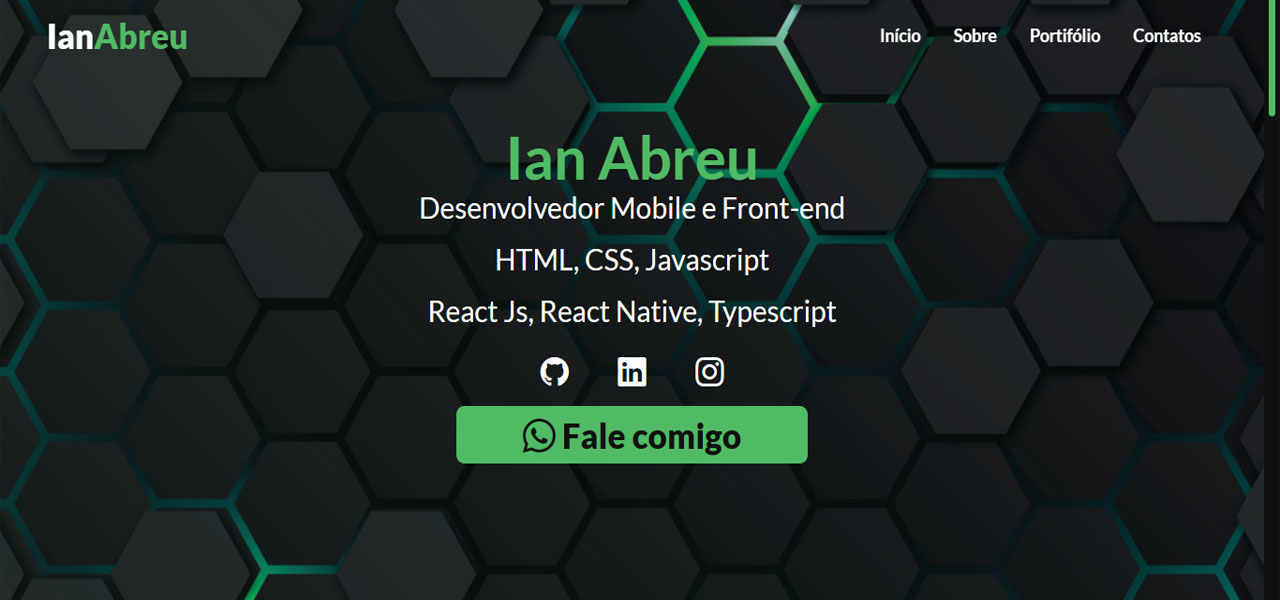 IanAbreu
Início Sobre Portifólio Contatos
Ian Abreu
Desenvolvedor Mobile e Front-end
HTML, CSS, Javascript
React Js, React Native, Typescript
in
Fale comigo